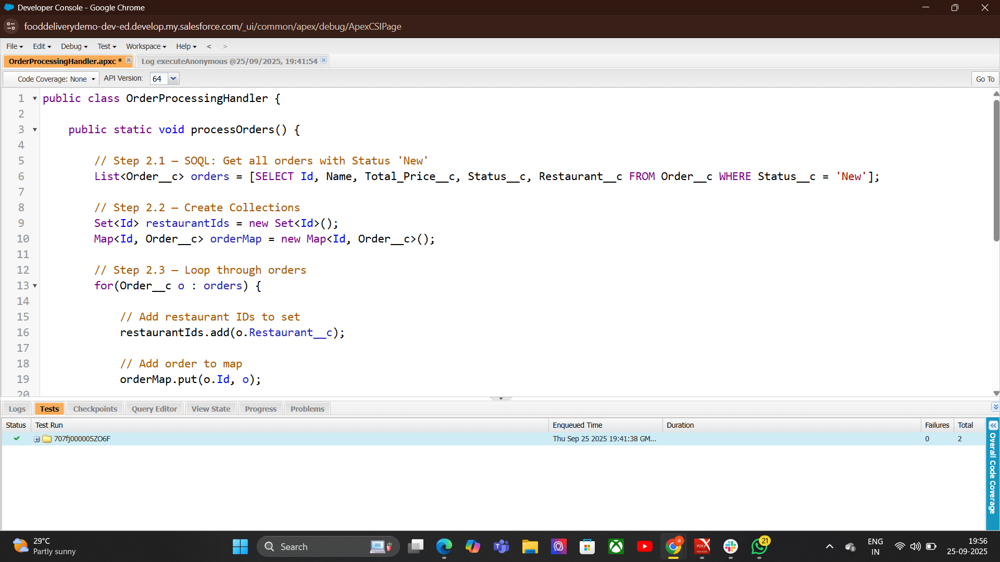 Developer Console - Google Chrome
fooddeliverydemo-dev-ed.develop.my.salesforce.com/_ui/common/apex/debug/ApexCSIPage
File Edit Debug Test Workspace Help < >
OrderProcessingHandler.apxc * Log executeAnonymous @25/09/2025, 19:41:54
Code Coverage: None API Version: 64 Go To
1 public class OrderProcessingHandler {
2
3 public static void processOrders() {
4
5 // Step 2.1 – SOQL: Get all orders with Status 'New'
6 List<Order__c> orders = [SELECT Id, Name, Total_Price__c, Status__c, Restaurant__c FROM Order__c WHERE Status__c = 'New'];
7
8 // Step 2.2 – Create Collections
9 Set<Id> restaurantIds = new Set<Id>();
10 Map<Id, Order__c> orderMap = new Map<Id, Order__c>();
11
12 // Step 2.3 – Loop through orders
13 for(Order__c o : orders) {
14
15 // Add restaurant IDs to set
16 restaurantIds.add(o.Restaurant__c);
17
18 // Add order to map
19 orderMap.put(o.Id, o);
20
Logs Tests Checkpoints Query Editor View State Progress Problems
Status Test Run Enqueued Time Duration Failures Total
707fj000005ZO6F Thu Sep 25 2025 19:41:38 GM... 0 2
Overall Code Coverage
29°C
Partly sunny
Search
21
ENG
IN
19:56
25-09-2025